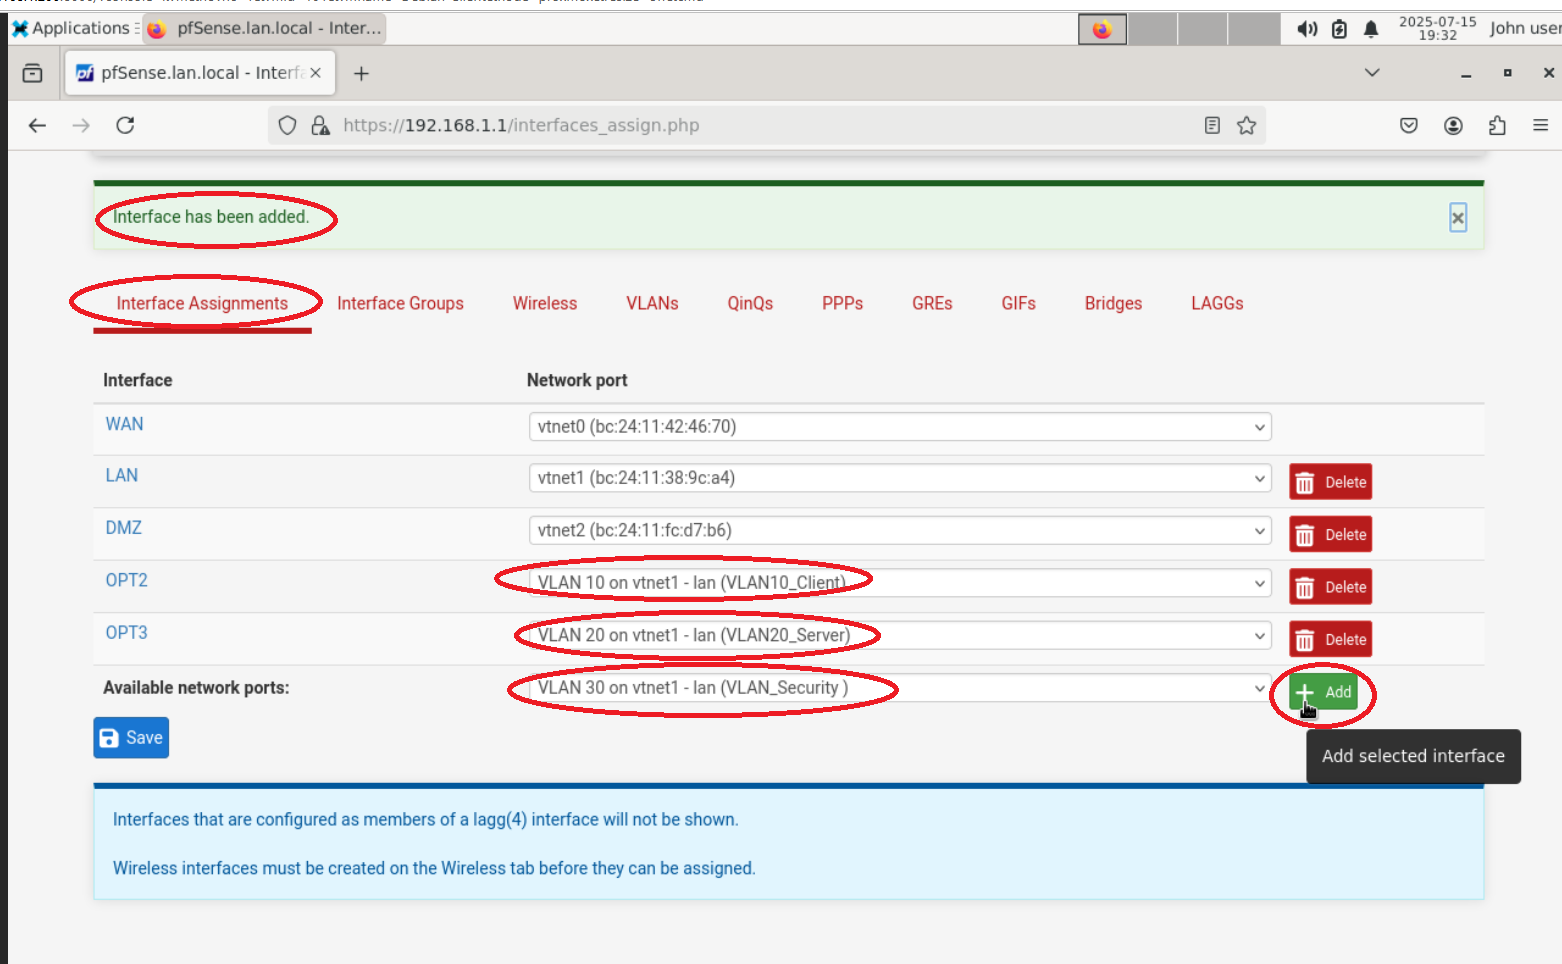 Applications
pfSense.lan.local - Inter...
2025-07-15
19:32
John user
pfSense.lan.local - Interfa
https://192.168.1.1/interfaces_assign.php
Interface has been added.
Interface Assignments Interface Groups Wireless VLANs QinQs PPPs GREs GIFs Bridges LAGGs
Interface Network port
WAN vtnet0 (bc:24:11:42:46:70)
LAN vtnet1 (bc:24:11:38:9c:a4) Delete
DMZ vtnet2 (bc:24:11:fc:d7:b6) Delete
OPT2 VLAN 10 on vtnet1 - lan (VLAN10_Client) Delete
OPT3 VLAN 20 on vtnet1 - lan (VLAN20_Server) Delete
Available network ports: VLAN 30 on vtnet1 - lan (VLAN_Security ) Add
Save
Add selected interface
Interfaces that are configured as members of a lagg(4) interface will not be shown.
Wireless interfaces must be created on the Wireless tab before they can be assigned.